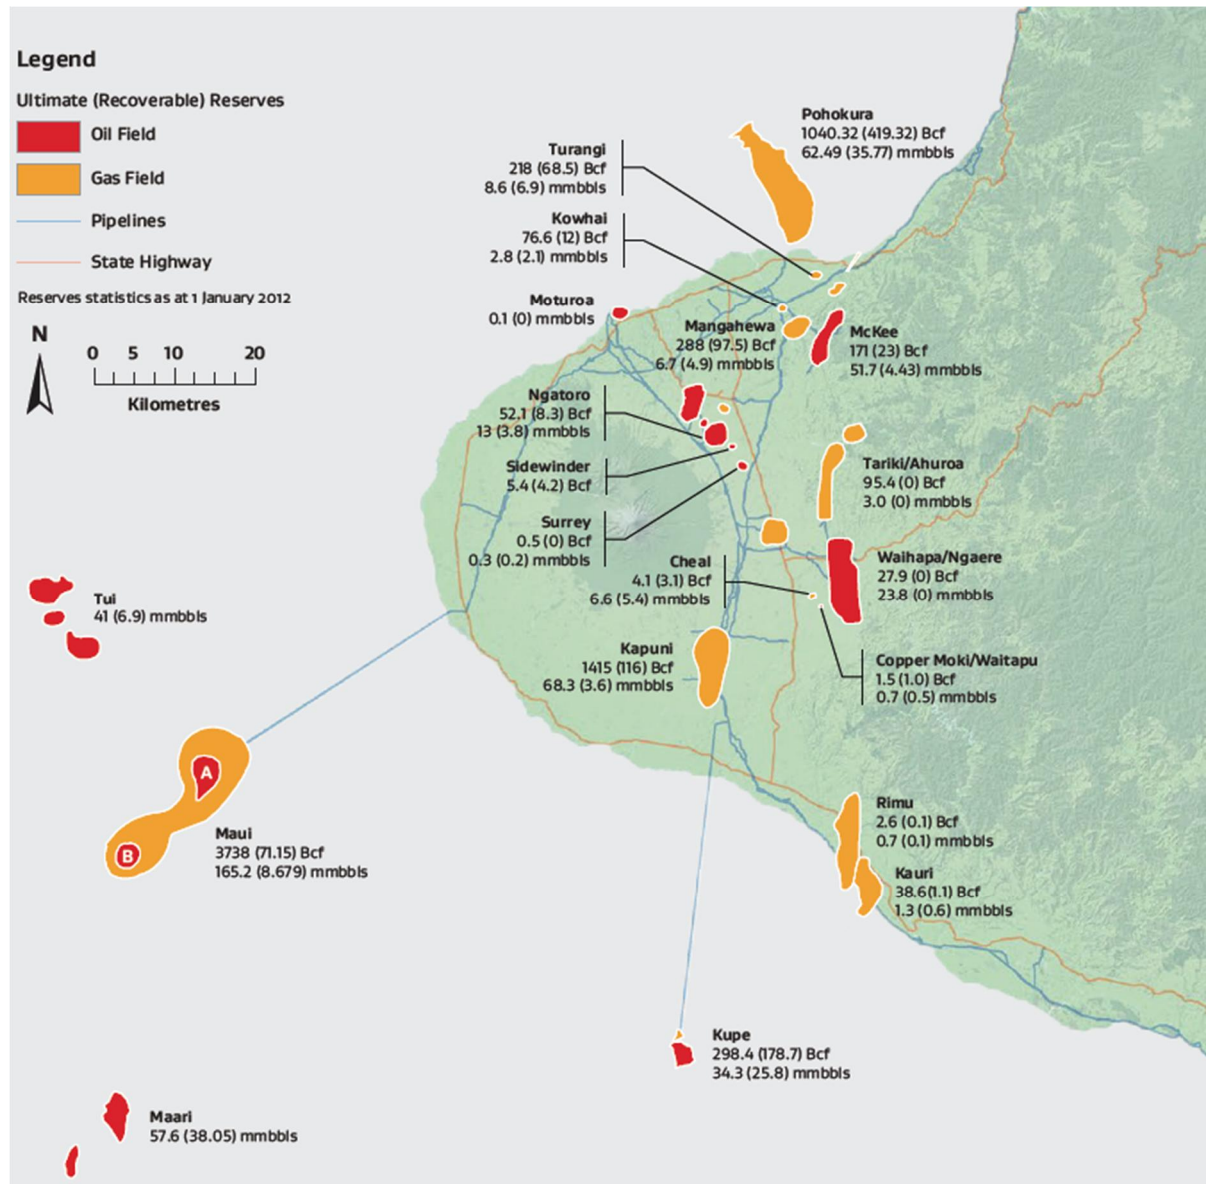 Legend
Ultimate (Recoverable) Reserves
Oil Field
Gas Field
Pipelines
State Highway
Reserves statistics as at 1 January 2012
N
0 5 10 20
Kilometres
Pohokura
1040.32 (419.32) Bcf
62.49 (35.77) mmbbls
Turangi
218 (68.5) Bcf
8.6 (6.9) mmbbls
Kowhai
76.6 (12) Bcf
2.8 (2.1) mmbbls
Moturoa
0.1 (0) mmbbls
Mangahewa
288 (97.5) Bcf
6.7 (4.9) mmbbls
McKee
171 (23) Bcf
51.7 (4.43) mmbbls
Ngatoro
52.1 (8.3) Bcf
13 (3.8) mmbbls
Sidewinder
5.4 (4.2) Bcf
Surrey
0.5 (0) Bcf
0.3 (0.2) mmbbls
Tariki/Ahuroa
95.4 (0) Bcf
3.0 (0) mmbbls
Cheal
4.1 (3.1) Bcf
6.6 (5.4) mmbbls
Waihapa/Ngaere
27.9 (0) Bcf
23.8 (0) mmbbls
Tui
41 (6.9) mmbbls
Kapuni
1415 (116) Bcf
68.3 (3.6) mmbbls
Copper Moki/Waitapu
1.5 (1.0) Bcf
0.7 (0.5) mmbbls
A
B
Maui
3738 (71.15) Bcf
165.2 (8.679) mmbbls
Rimu
2.6 (0.1) Bcf
0.7 (0.1) mmbbls
Kauri
38.6(1.1) Bcf
1.3 (0.6) mmbbls
Kupe
298.4 (178.7) Bcf
34.3 (25.8) mmbbls
Maari
57.6 (38.05) mmbbls